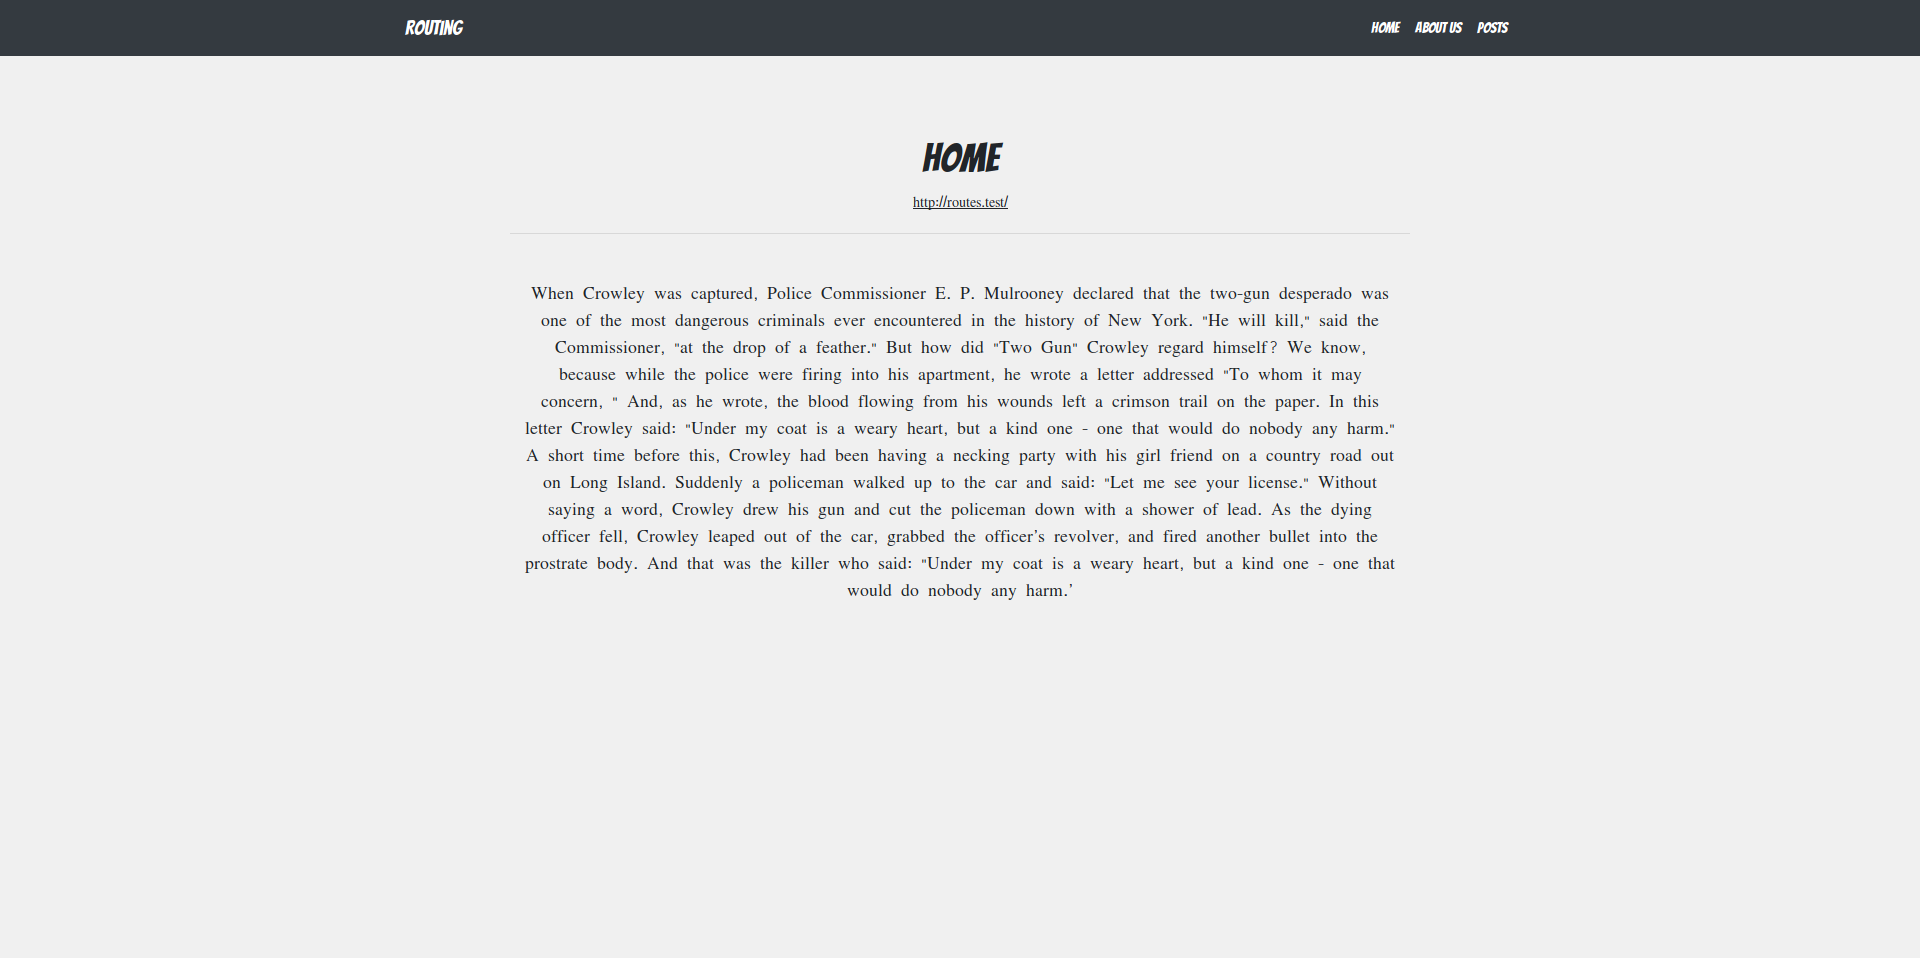 ROUTING
HOME ABOUT US POSTS
HOME
http://routes.test/
When Crowley was captured, Police Commissioner E. P. Mulrooney declared that the two-gun desperado was
one of the most dangerous criminals ever encountered in the history of New York. "He will kill," said the
Commissioner, "at the drop of a feather." But how did "Two Gun" Crowley regard himself? We know,
because while the police were firing into his apartment, he wrote a letter addressed "To whom it may
concern, " And, as he wrote, the blood flowing from his wounds left a crimson trail on the paper. In this
letter Crowley said: "Under my coat is a weary heart, but a kind one - one that would do nobody any harm."
A short time before this, Crowley had been having a necking party with his girl friend on a country road out
on Long Island. Suddenly a policeman walked up to the car and said: "Let me see your license." Without
saying a word, Crowley drew his gun and cut the policeman down with a shower of lead. As the dying
officer fell, Crowley leaped out of the car, grabbed the officer's revolver, and fired another bullet into the
prostrate body. And that was the killer who said: "Under my coat is a weary heart, but a kind one - one that
would do nobody any harm.'